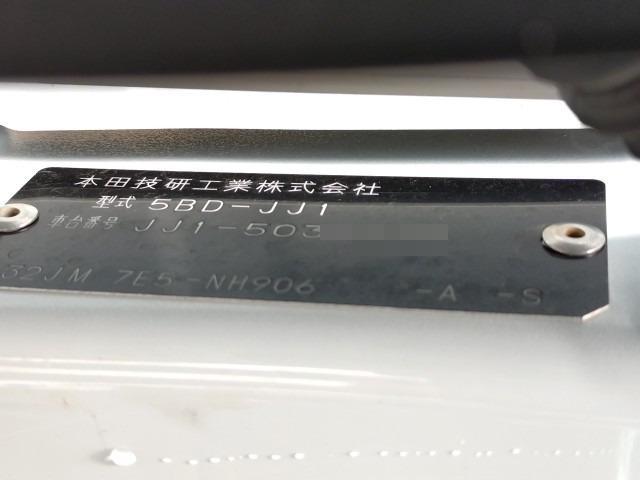 本田技研工業株式会社
型式 5BD-JJ1
車台番号 JJ1-503
32JM 7E5-NH906 -A -S